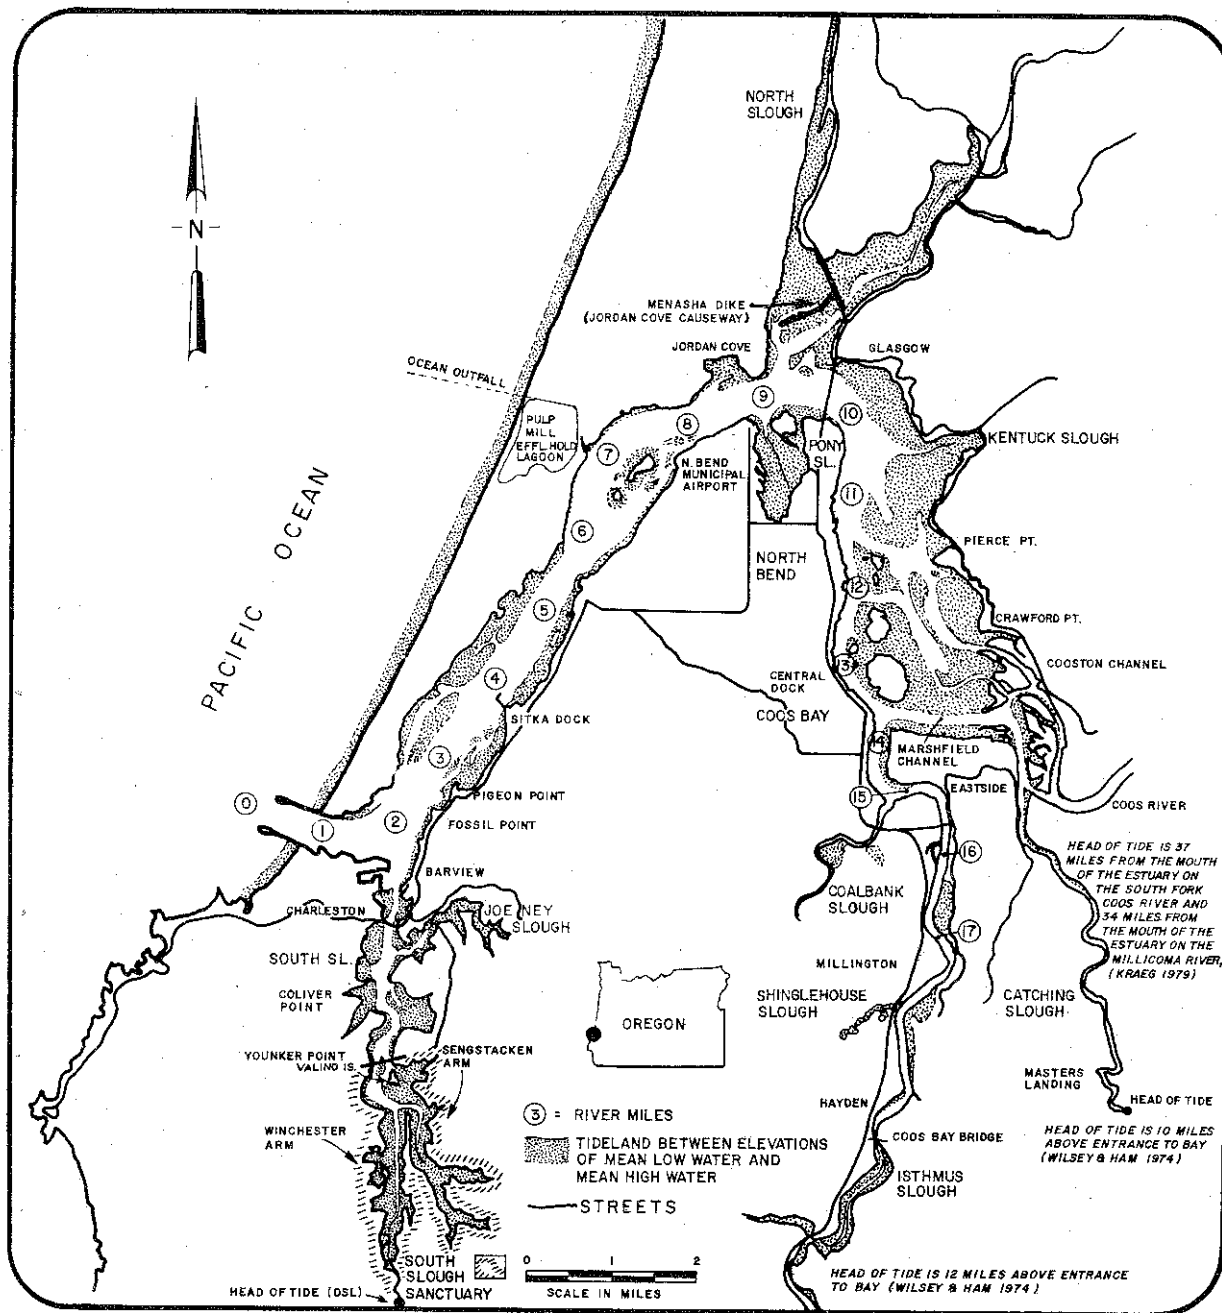 NORTH
SLOUGH
N
MENASHA DIKE
(JORDAN COVE CAUSEWAY)
JORDAN COVE
GLASGOW
OCEAN OUTFALL
9
10
8
PULP
MILL
EFFL. HOLD
LAGOON
7
N. BEND
MUNICIPAL
AIRPORT
PONY
SL.
KENTUCK SLOUGH
11
6
PACIFIC OCEAN
PIERCE PT.
NORTH
BEND
12
5
CRAWFORD PT.
COOSTON CHANNEL
13
4
CENTRAL
DOCK
COOS BAY
SITKA DOCK
14
MARSHFIELD
CHANNEL
3
EASTSIDE
15
PIGEON POINT
0
COOS RIVER
1
2
FOSSIL POINT
16
BARVIEW
COALBANK
SLOUGH
HEAD OF TIDE IS 37
MILES FROM THE MOUTH
OF THE ESTUARY ON
THE SOUTH FORK
COOS RIVER AND
34 MILES FROM
THE MOUTH OF THE
ESTUARY ON THE
MILLICOMA RIVER,
(KRAEG 1979)
CHARLESTON
JOE NEY
SLOUGH
17
SOUTH SL.
MILLINGTON
COLIVER
POINT
SHINGLEHOUSE
SLOUGH
CATCHING
SLOUGH
OREGON
YOUNKER POINT
VALINO IS.
SENGSTACKEN
ARM
MASTERS
LANDING
HEAD OF TIDE
HAYDEN
3 = RIVER MILES
HEAD OF TIDE IS 10 MILES
ABOVE ENTRANCE TO BAY
(WILSEY & HAM 1974)
WINCHESTER
ARM
COOS BAY BRIDGE
TIDELAND BETWEEN ELEVATIONS
OF MEAN LOW WATER AND
MEAN HIGH WATER
ISTHMUS
SLOUGH
STREETS
SOUTH
SLOUGH
SANCTUARY
0 1 2
SCALE IN MILES
HEAD OF TIDE (DSL)
HEAD OF TIDE IS 12 MILES ABOVE ENTRANCE
TO BAY (WILSEY & HAM 1974)